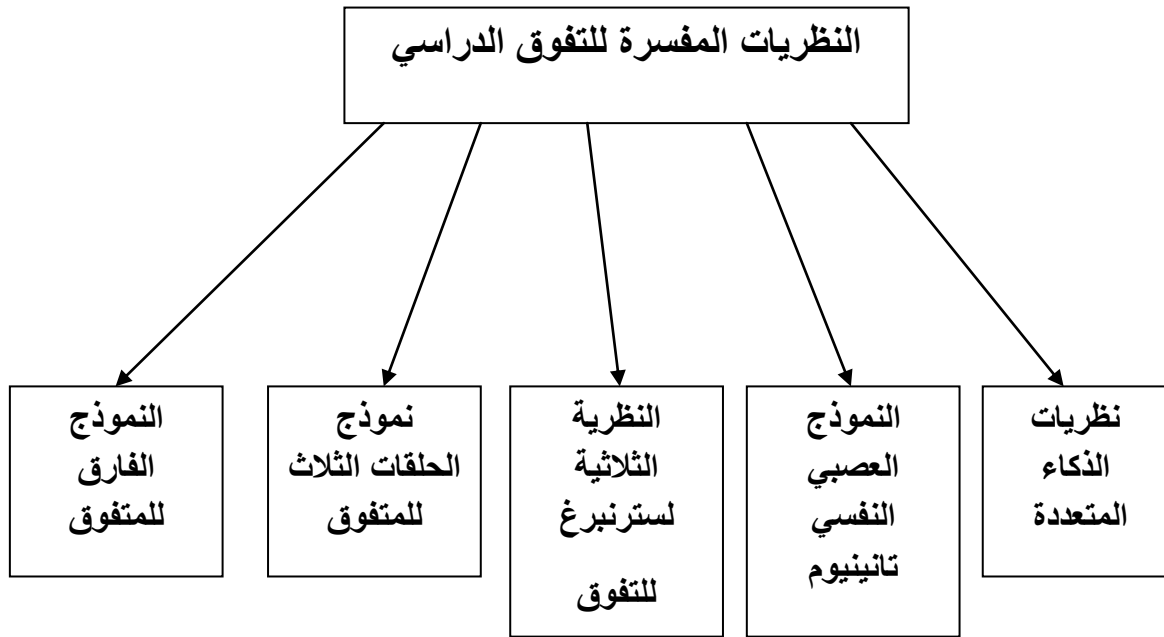 النظريات المفسرة للتفوق الدراسي
نظريات
الذكاء
المتعددة
النموذج
العصبي
النفسي
تانينيوم
النظرية
الثلاثية
لسترنبرغ
للتفوق
نموذج
الحلقات الثلاث
للمتفوق
النموذج
الفارق
للمتفوق